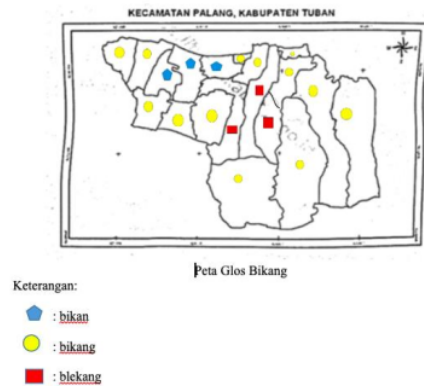 KECAMATAN PALANG, KABUPATEN TUBAN
Peta Glos Bikang
Keterangan:
: bikan
: bikang
: blekang